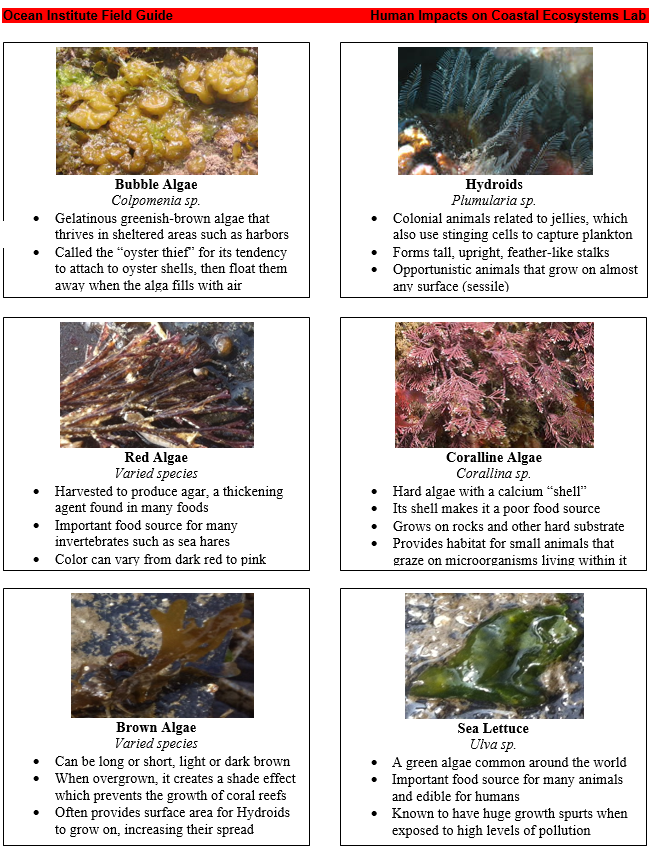 Ocean Institute Field Guide Human Impacts on Coastal Ecosystems Lab
Bubble Algae
Colpomenia sp.
• Gelatinous greenish-brown algae that
thrives in sheltered areas such as harbors
• Called the “oyster thief” for its tendency
to attach to oyster shells, then float them
away when the alga fills with air
Hydroids
Plumularia sp.
• Colonial animals related to jellies, which
also use stinging cells to capture plankton
• Forms tall, upright, feather-like stalks
• Opportunistic animals that grow on almost
any surface (sessile)
Red Algae
Varied species
• Harvested to produce agar, a thickening
agent found in many foods
• Important food source for many
invertebrates such as sea hares
• Color can vary from dark red to pink
Coralline Algae
Corallina sp.
• Hard algae with a calcium “shell”
• Its shell makes it a poor food source
• Grows on rocks and other hard substrate
• Provides habitat for small animals that
graze on microorganisms living within it
Brown Algae
Varied species
• Can be long or short, light or dark brown
• When overgrown, it creates a shade effect
which prevents the growth of coral reefs
• Often provides surface area for Hydroids
to grow on, increasing their spread
Sea Lettuce
Ulva sp.
• A green algae common around the world
• Important food source for many animals
and edible for humans
• Known to have huge growth spurts when
exposed to high levels of pollution